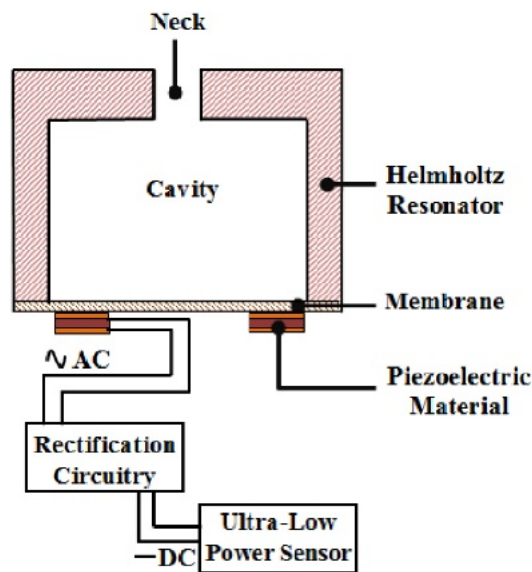 Neck
Cavity
Helmholtz
Resonator
Membrane
Piezoelectric
Material
AC
Rectification
Circuitry
Ultra-Low
Power Sensor
DC